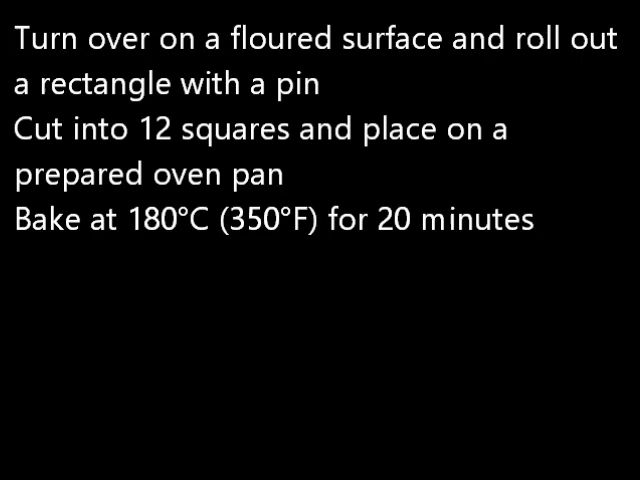 Turn over on a floured surface and roll out
a rectangle with a pin
Cut into 12 squares and place on a
prepared oven pan
Bake at 180°C (350°F) for 20 minutes